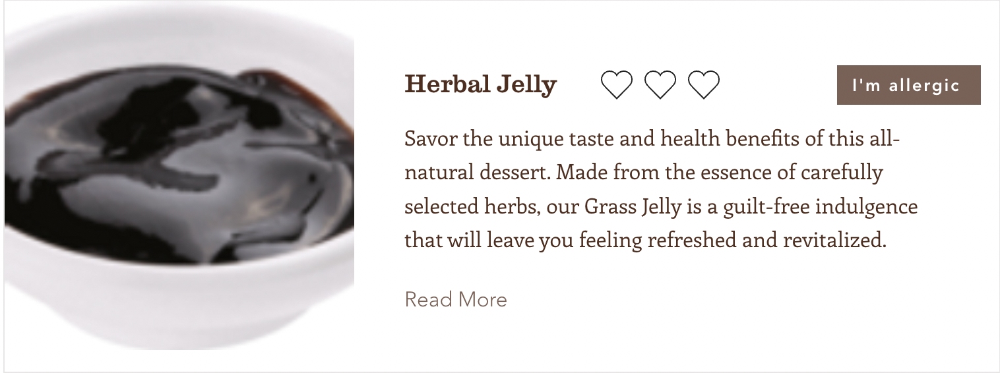 Herbal Jelly
I'm allergic
Savor the unique taste and health benefits of this all-
natural dessert. Made from the essence of carefully
selected herbs, our Grass Jelly is a guilt-free indulgence
that will leave you feeling refreshed and revitalized.
Read More